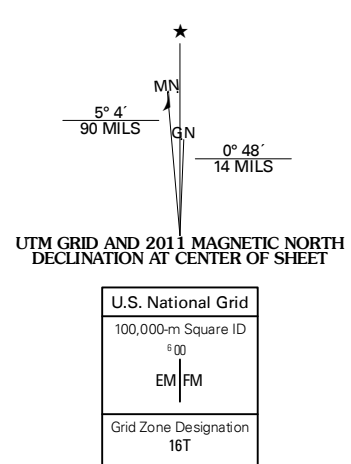 ★
MN
5° 4´
90 MILS
GN
0° 48´
14 MILS
UTM GRID AND 2011 MAGNETIC NORTH
DECLINATION AT CENTER OF SHEET
U.S. National Grid
100,000-m Square ID
⁶00
EM FM
Grid Zone Designation
16T